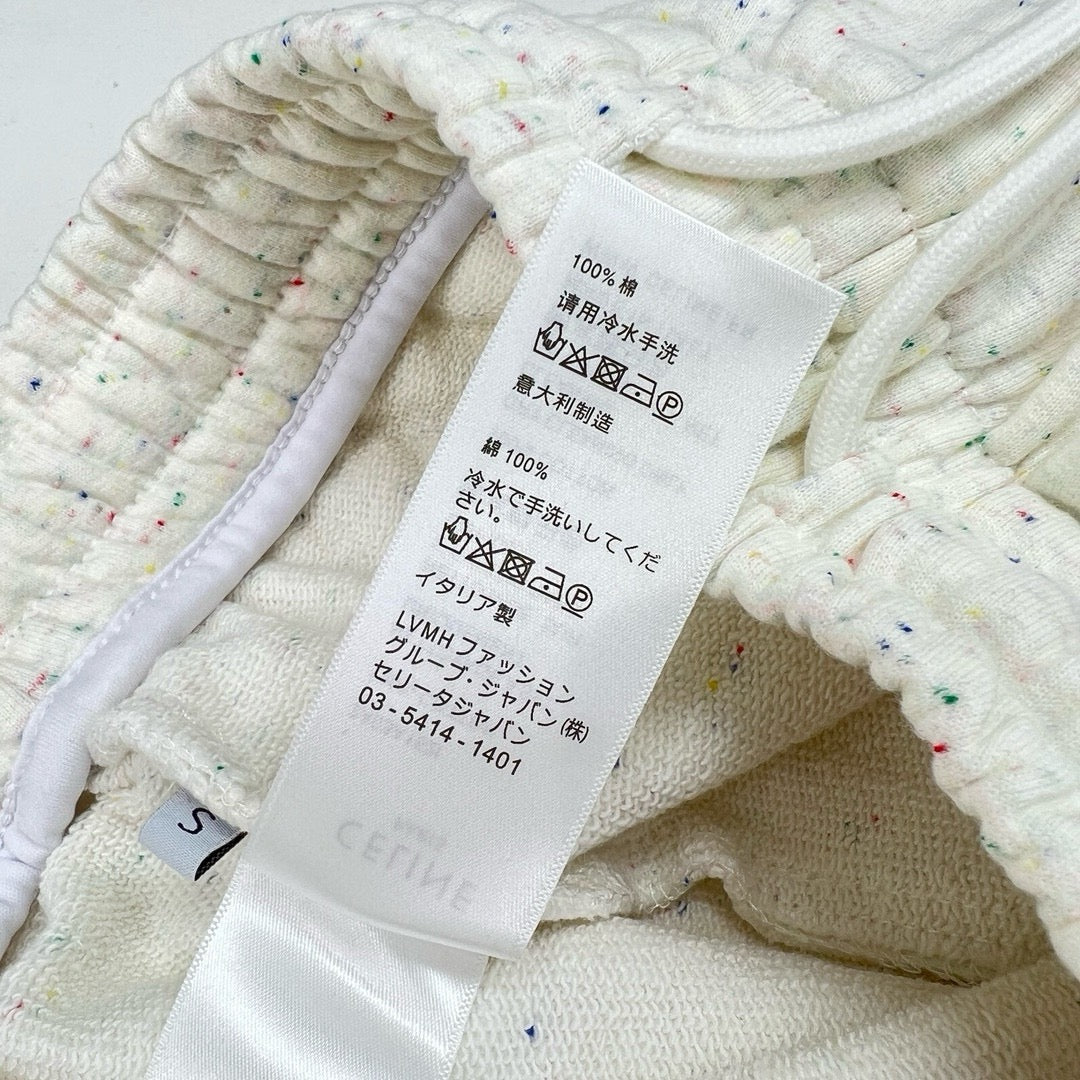 100% 棉
请用冷水手洗
P
意大利制造
綿 100%
冷水で手洗いしてくだ
さい。
P
イタリア製
LVMH ファッション
グループ・ジャパン (株)
セリーヌジャパン
03-5414-1401
CELINE
S